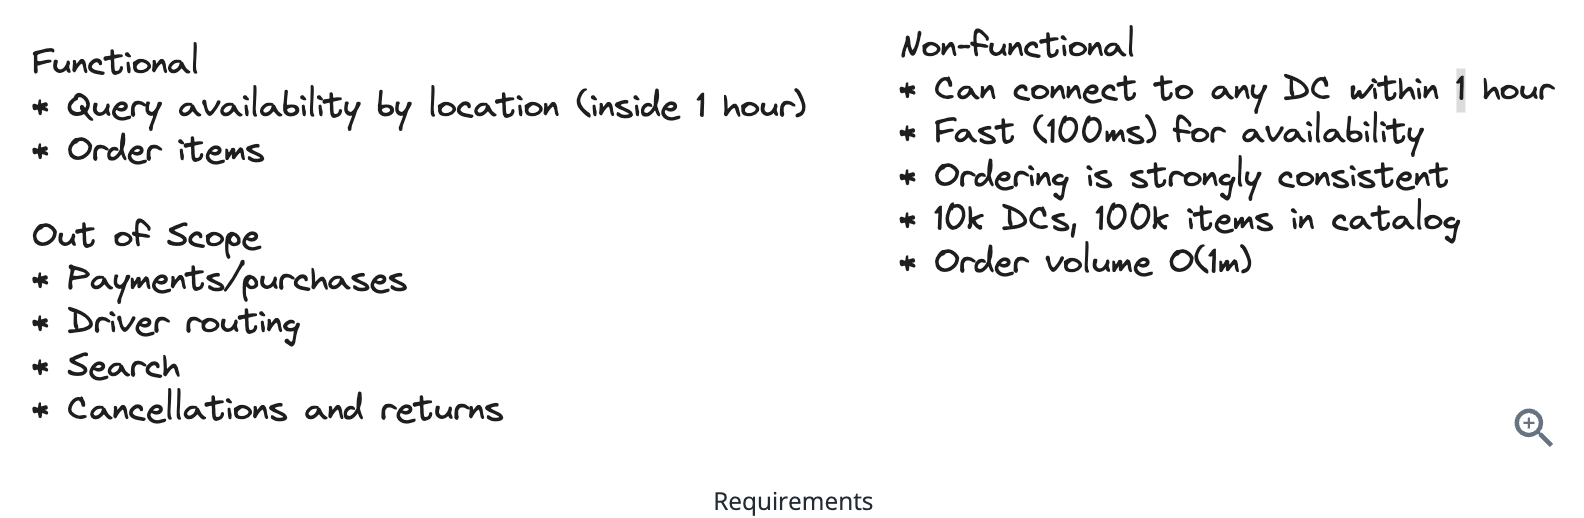 Functional
* Query availability by location (inside 1 hour)
* Order items
Out of Scope
* Payments/purchases
* Driver routing
* Search
* Cancellations and returns
Non-functional
* Can connect to any DC within 1 hour
* Fast (100ms) for availability
* Ordering is strongly consistent
* 10k DCs, 100k items in catalog
* Order volume O(1m)
Requirements